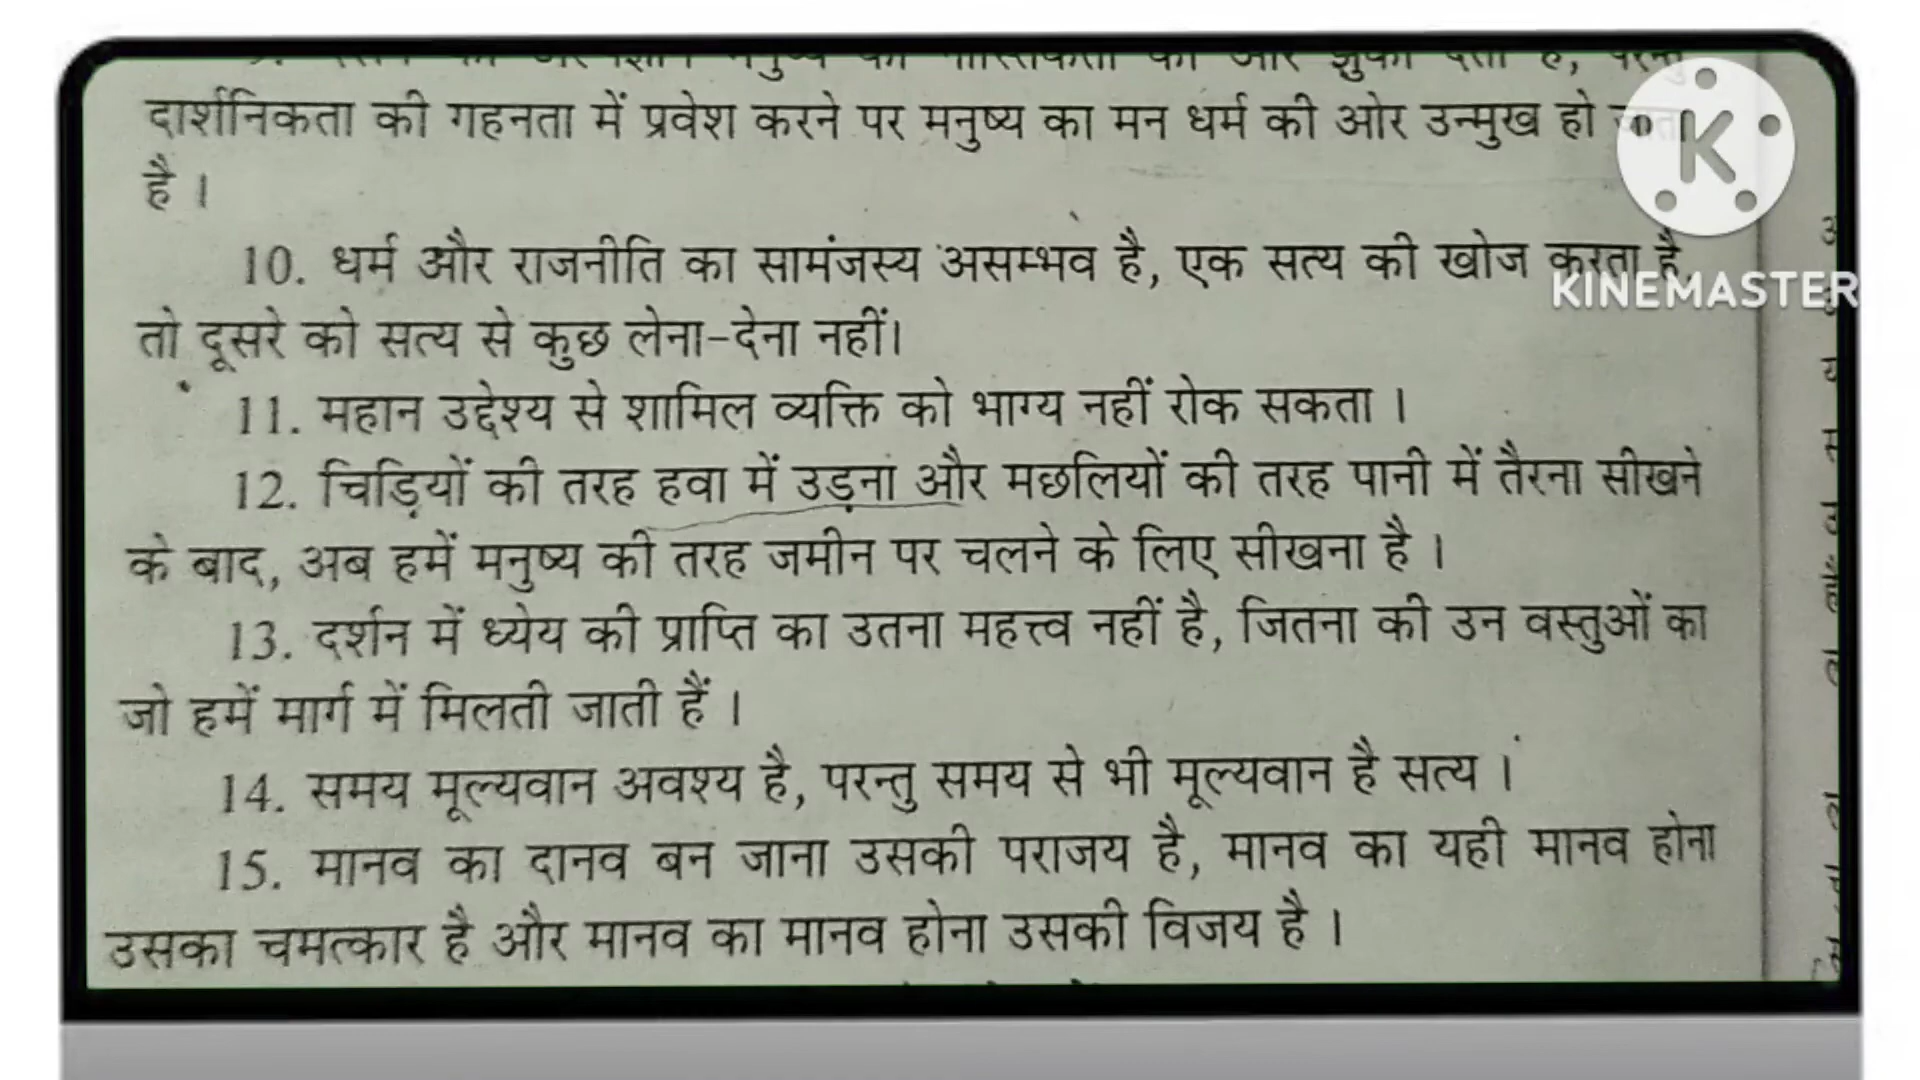 दार्शनिकता की गहनता में प्रवेश करने पर मनुष्य का मन धर्म की ओर उन्मुख हो
है ।
10. धर्म और राजनीति का सामंजस्य असम्भव है, एक सत्य की खोज करता है,
KINEMASTER
तो दूसरे को सत्य से कुछ लेना-देना नहीं।
11. महान उद्देश्य से शामिल व्यक्ति को भाग्य नहीं रोक सकता ।
12. चिड़ियों की तरह हवा में उड़ना और मछलियों की तरह पानी में तैरना सीखने
के बाद, अब हमें मनुष्य की तरह जमीन पर चलने के लिए सीखना है ।
13. दर्शन में ध्येय की प्राप्ति का उतना महत्त्व नहीं है, जितना की उन वस्तुओं का
जो हमें मार्ग में मिलती जाती हैं ।
14. समय मूल्यवान अवश्य है, परन्तु समय से भी मूल्यवान है सत्य ।
15. मानव का दानव बन जाना उसकी पराजय है, मानव का यही मानव होना
उसका चमत्कार है और मानव का मानव होना उसकी विजय है ।